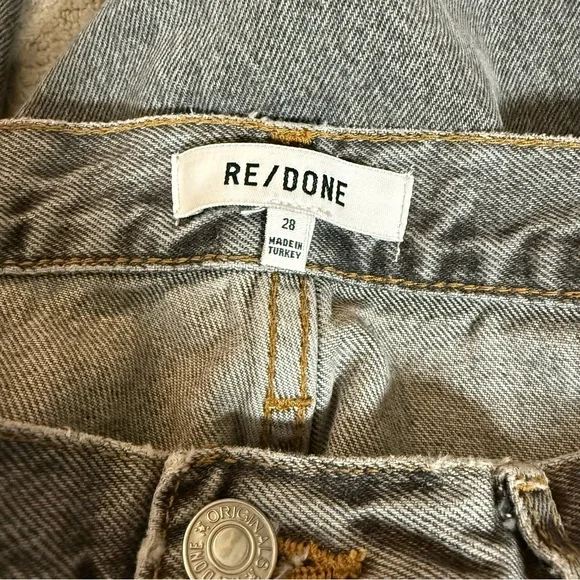 RE/DONE
28
MADE IN
TURKEY
ORIGINALS